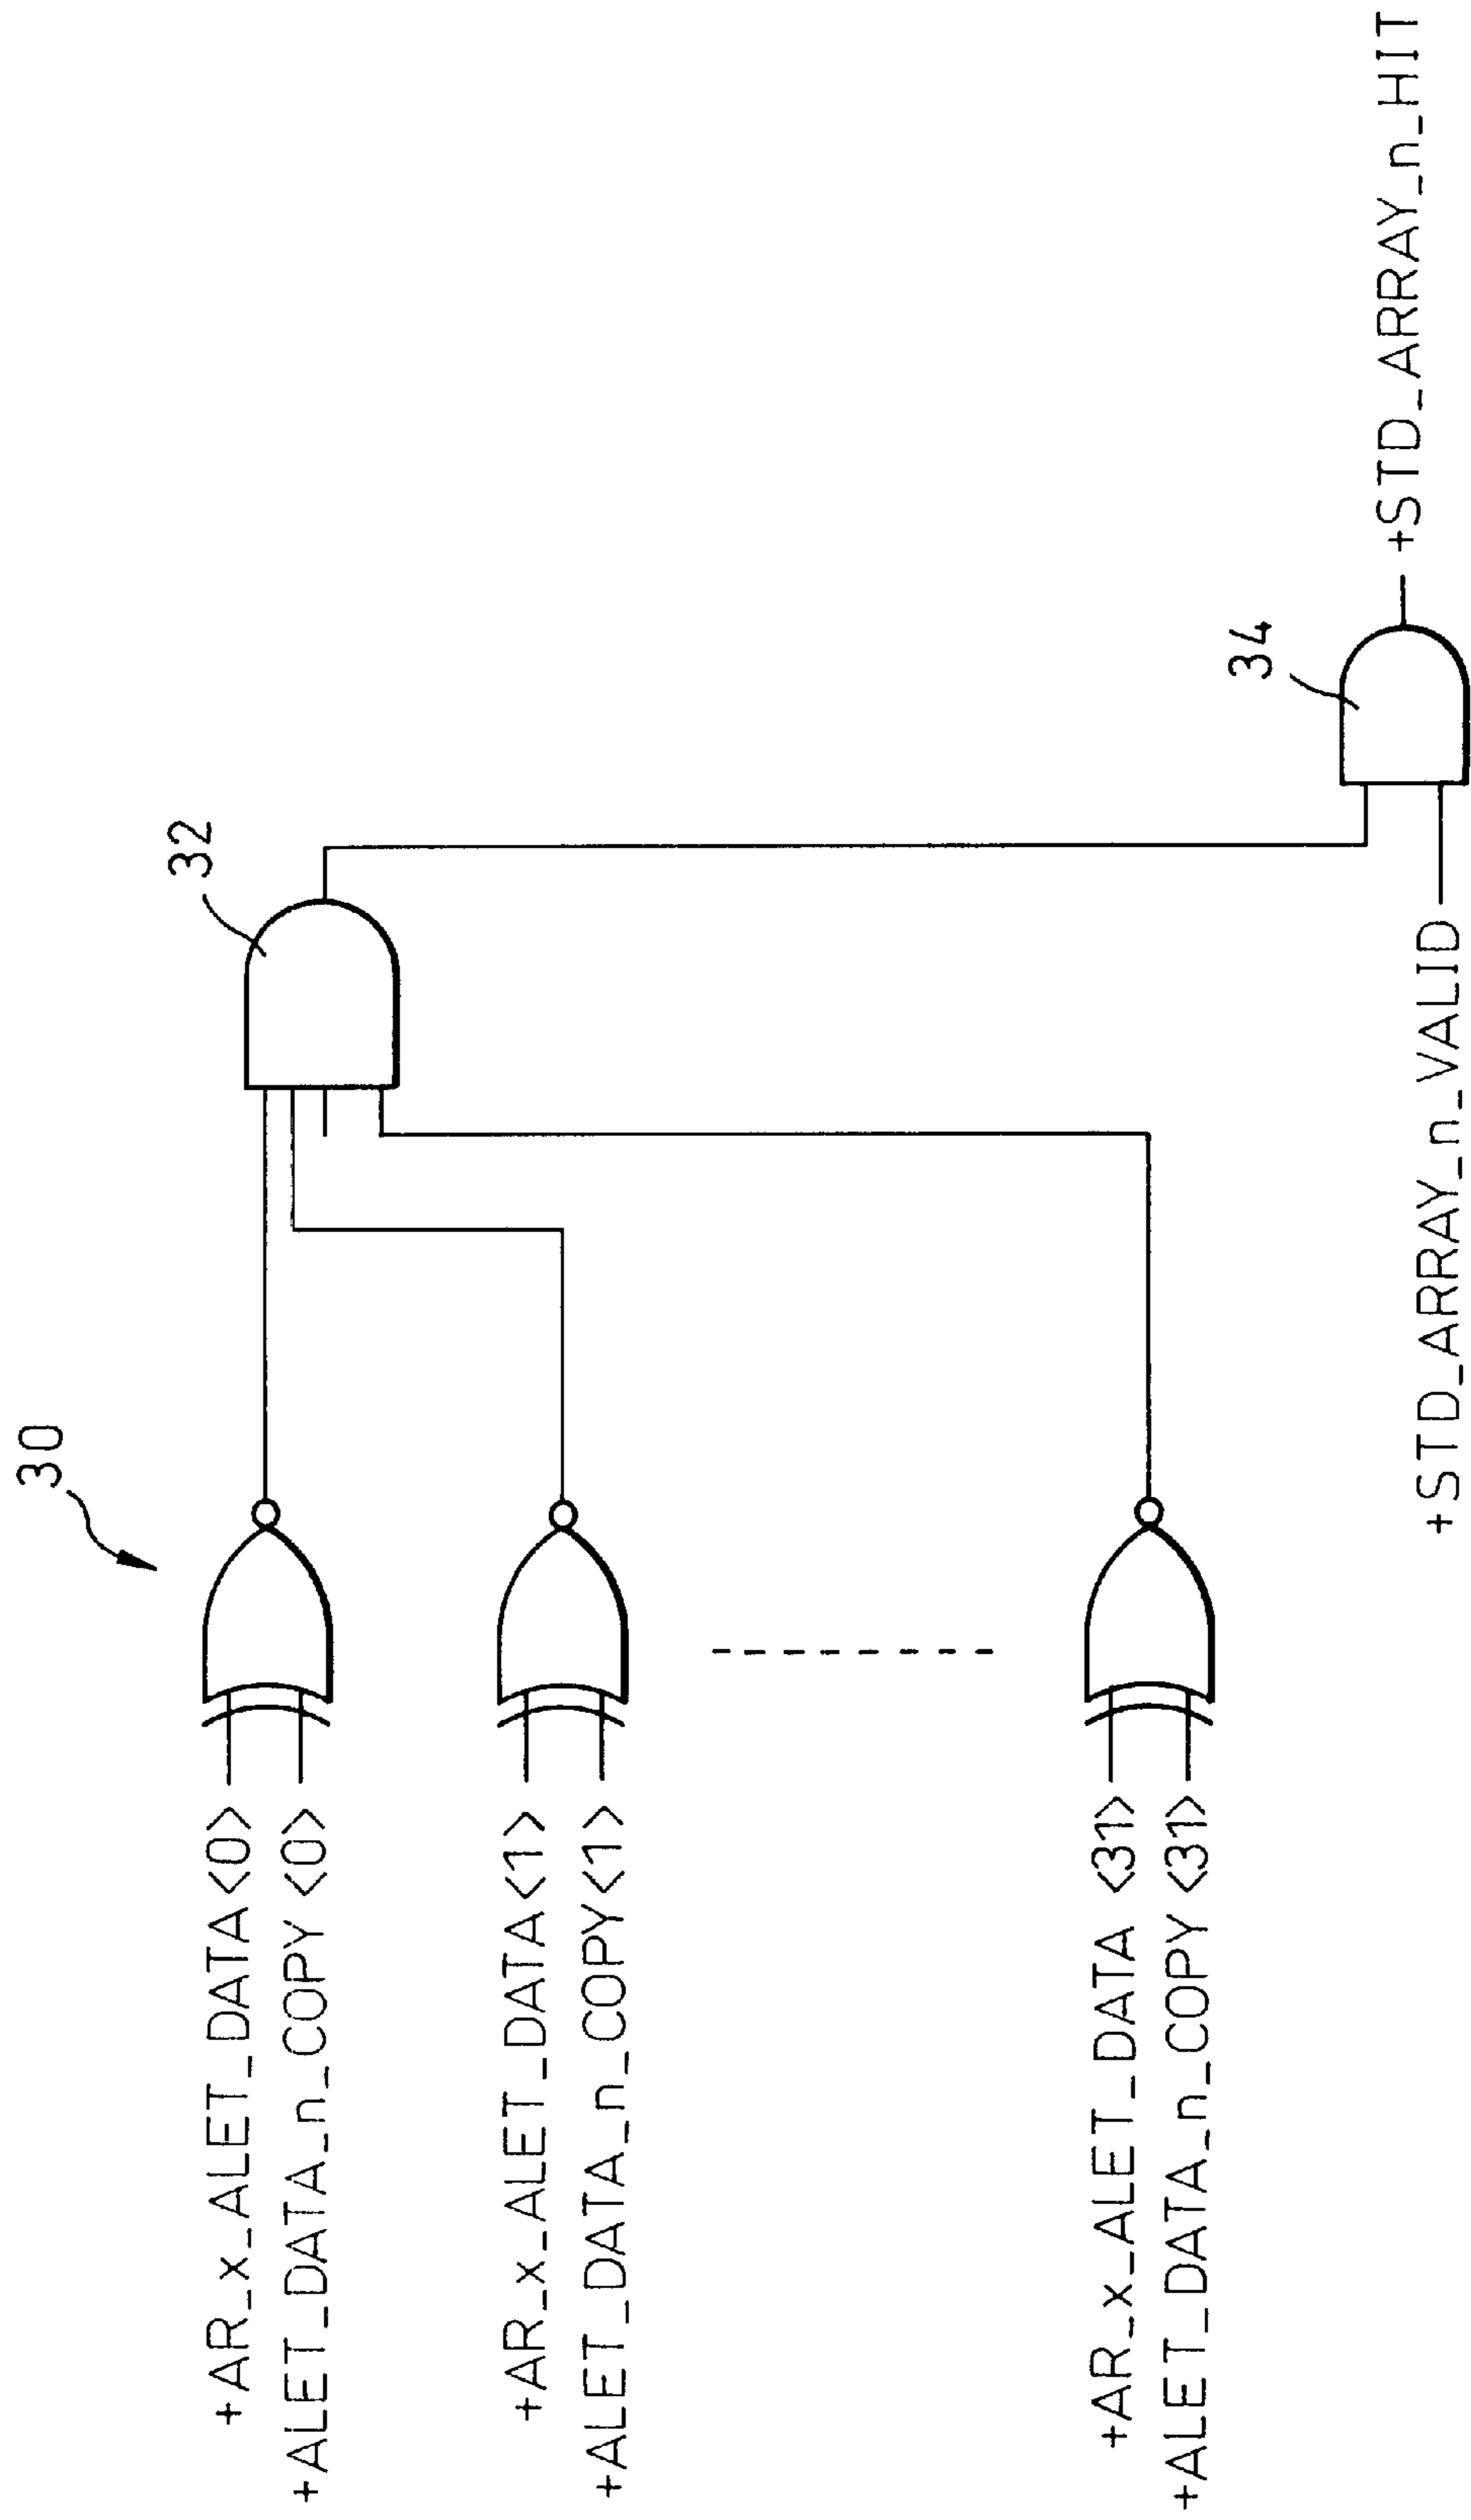 30
+AR_x_ALET_DATA<0>
+ALET_DATA_n_COPY<0>
32
+AR_x_ALET_DATA<1>
+ALET_DATA_n_COPY<1>
+AR_x_ALET_DATA <31>
+ALET_DATA_n_COPY<31>
34
+STD_ARRAY_n_HIT
+STD_ARRAY_n_VALID